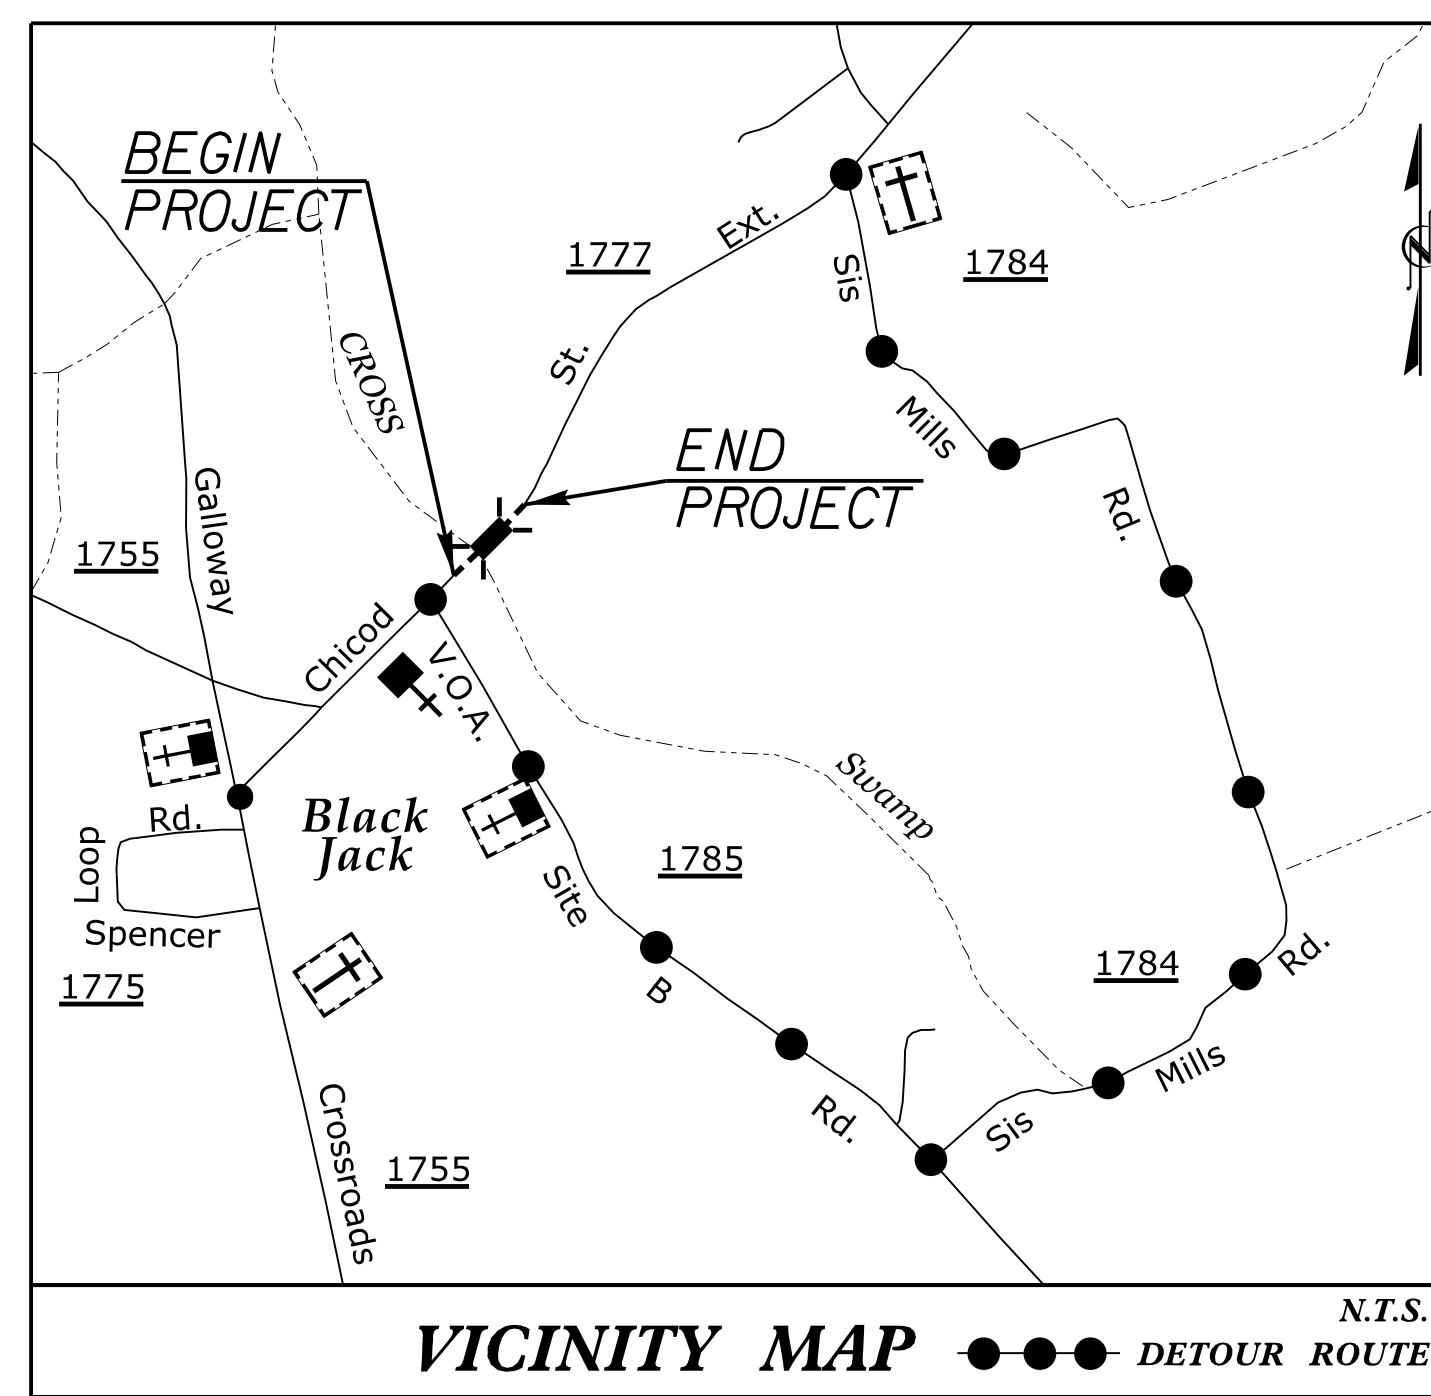 BEGIN
PROJECT
1777
Ext.
St.
Sis
1784
CROSS
Mills
END
PROJECT
Rd.
Galloway
1755
Chicod
V.O.A.
Swamp
Rd.
Loop
Spencer
1775
Black
Jack
1785
Site
B
Rd.
1784
Rd.
Mills
Sis
Crossroads
1755
N
N.T.S.
VICINITY MAP
DETOUR ROUTE